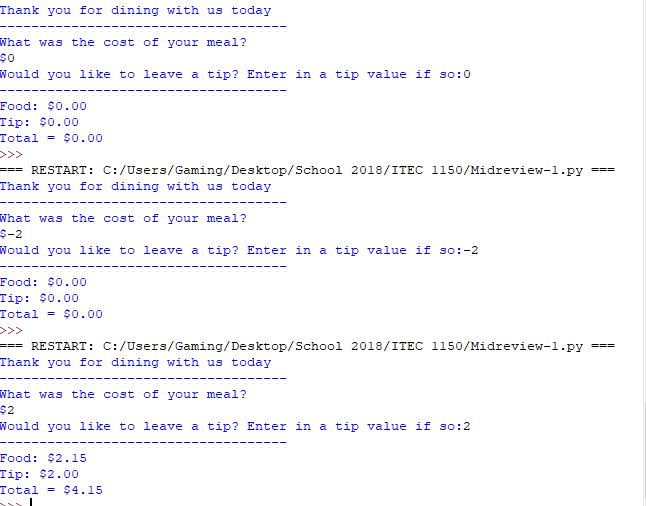 Thank you for dining with us today
------------------------------------
What was the cost of your meal?
$0
Would you like to leave a tip? Enter in a tip value if so:0
------------------------------------
Food: $0.00
Tip: $0.00
Total = $0.00
>>>
=== RESTART: C:/Users/Gaming/Desktop/School 2018/ITEC 1150/Midreview-1.py ===
Thank you for dining with us today
------------------------------------
What was the cost of your meal?
$-2
Would you like to leave a tip? Enter in a tip value if so:-2
------------------------------------
Food: $0.00
Tip: $0.00
Total = $0.00
>>>
=== RESTART: C:/Users/Gaming/Desktop/School 2018/ITEC 1150/Midreview-1.py ===
Thank you for dining with us today
------------------------------------
What was the cost of your meal?
$2
Would you like to leave a tip? Enter in a tip value if so:2
------------------------------------
Food: $2.15
Tip: $2.00
Total = $4.15
>>>